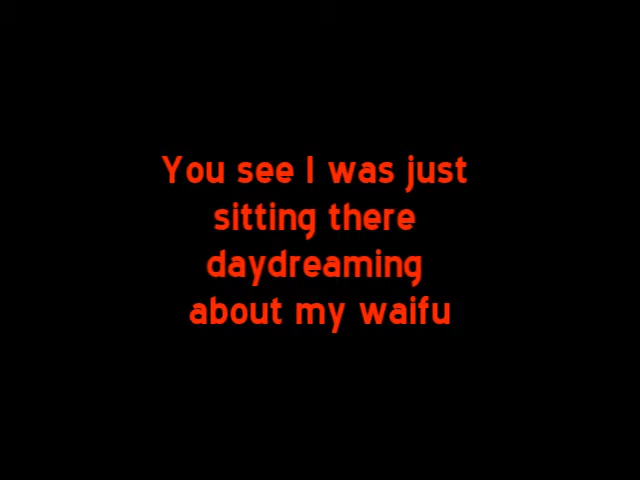 You see I was just
sitting there
daydreaming
about my waifu